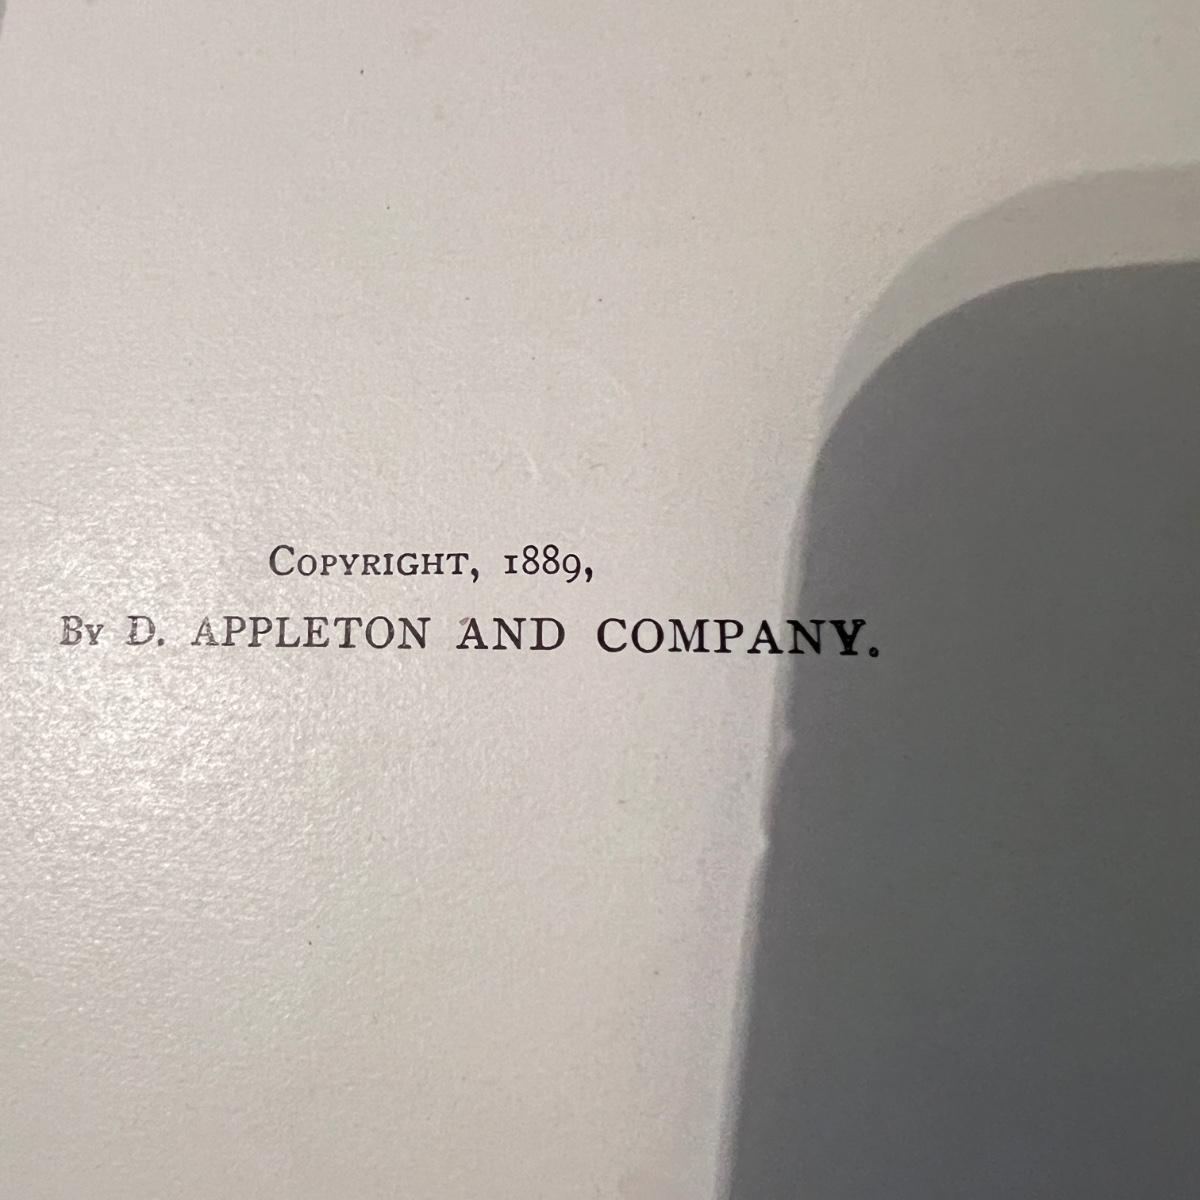 COPYRIGHT, 1889,
By D. APPLETON AND COMPANY.